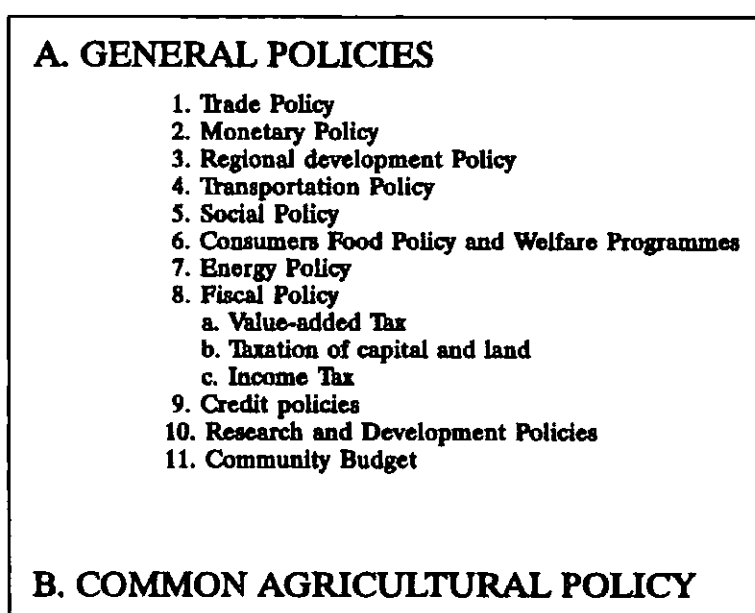 A. GENERAL POLICIES
1. Trade Policy
2. Monetary Policy
3. Regional development Policy
4. Transportation Policy
5. Social Policy
6. Consumers Food Policy and Welfare Programmes
7. Energy Policy
8. Fiscal Policy
a. Value-added Tax
b. Taxation of capital and land
c. Income Tax
9. Credit policies
10. Research and Development Policies
11. Community Budget
B. COMMON AGRICULTURAL POLICY